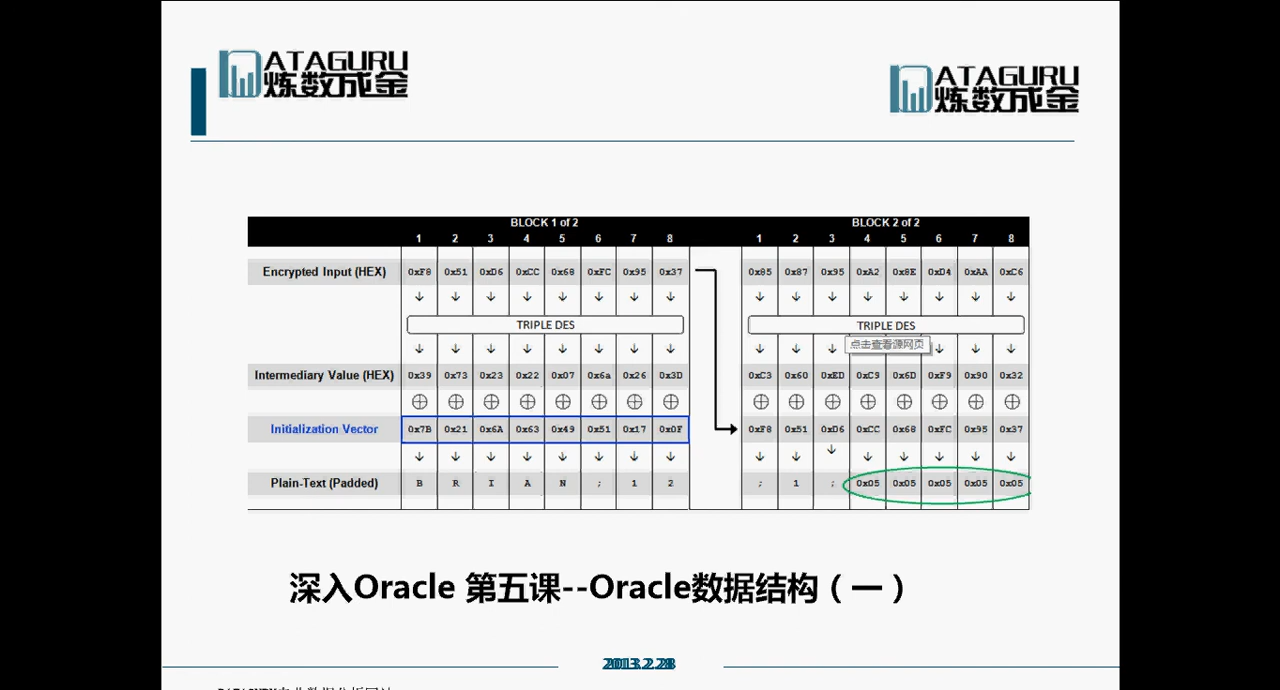 ATAGURU
炼数成金
ATAGURU
炼数成金
BLOCK 1 of 2 BLOCK 2 of 2
1 2 3 4 5 6 7 8 1 2 3 4 5 6 7 8
Encrypted Input (HEX) 0xF8 0x51 0xD6 0xCC 0x68 0xFC 0x95 0x37 0x85 0x87 0x95 0xA2 0x8E 0xD4 0xAA 0xC6
TRIPLE DES TRIPLE DES
点击查看源网页
Intermediary Value (HEX) 0x39 0x73 0x23 0x22 0x07 0x6a 0x26 0x3D 0xC3 0x60 0xED 0xC9 0x6D 0xF9 0x90 0x32
Initialization Vector 0x7B 0x21 0x6A 0x63 0x49 0x51 0x17 0x0F 0xF8 0x51 0xD6 0xCC 0x68 0xFC 0x95 0x37
Plain-Text (Padded) B R I A N ; 1 2 ; 1 ; 0x05 0x05 0x05 0x05 0x05
深入Oracle 第五课--Oracle数据结构（一）
2013.2.28